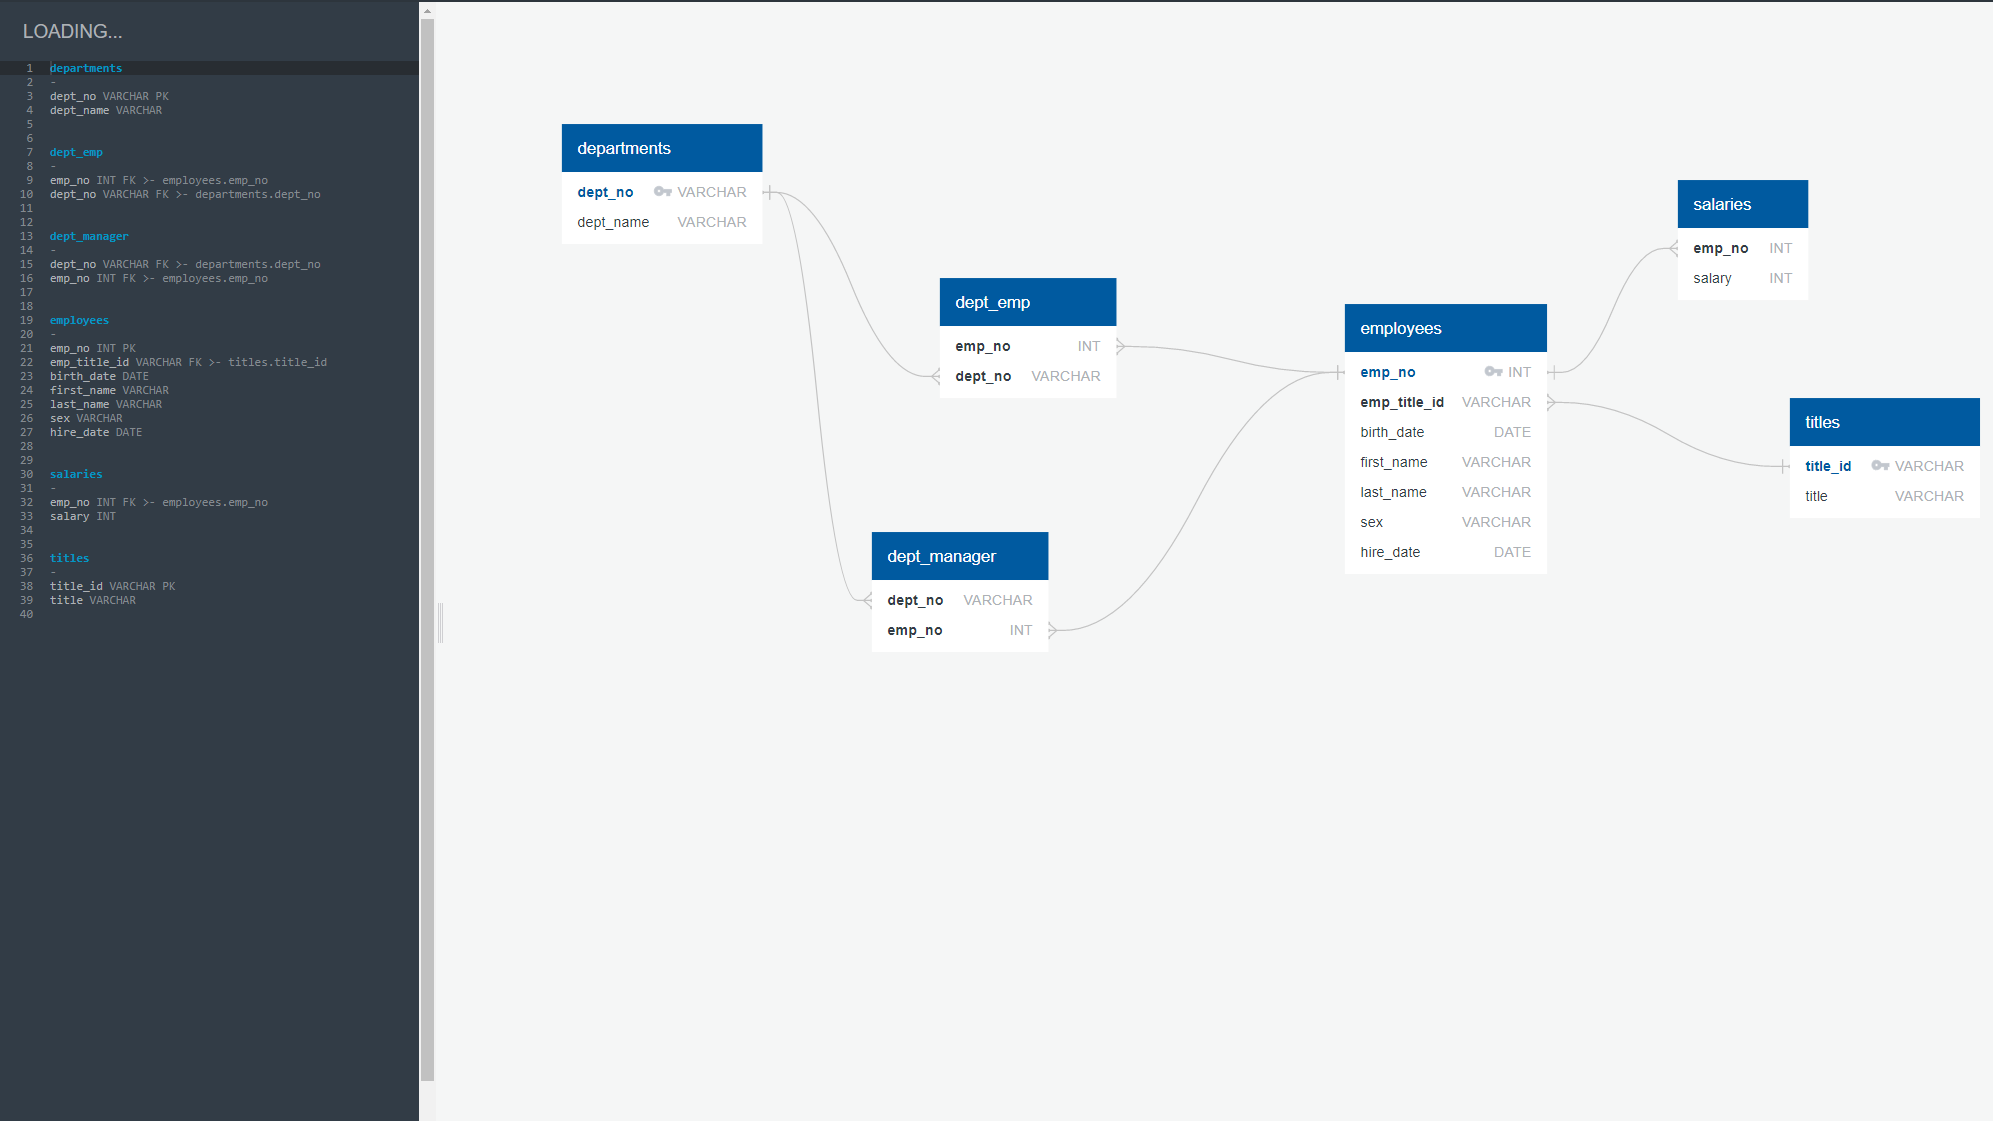 LOADING...
1 departments
2 -
3 dept_no VARCHAR PK
4 dept_name VARCHAR
5
6
7 dept_emp
8 -
9 emp_no INT FK >- employees.emp_no
10 dept_no VARCHAR FK >- departments.dept_no
11
12
13 dept_manager
14 -
15 dept_no VARCHAR FK >- departments.dept_no
16 emp_no INT FK >- employees.emp_no
17
18
19 employees
20 -
21 emp_no INT PK
22 emp_title_id VARCHAR FK >- titles.title_id
23 birth_date DATE
24 first_name VARCHAR
25 last_name VARCHAR
26 sex VARCHAR
27 hire_date DATE
28
29
30 salaries
31 -
32 emp_no INT FK >- employees.emp_no
33 salary INT
34
35
36 titles
37 -
38 title_id VARCHAR PK
39 title VARCHAR
40
departments
dept_no VARCHAR
dept_name VARCHAR
dept_emp
emp_no INT
dept_no VARCHAR
dept_manager
dept_no VARCHAR
emp_no INT
employees
emp_no INT
emp_title_id VARCHAR
birth_date DATE
first_name VARCHAR
last_name VARCHAR
sex VARCHAR
hire_date DATE
salaries
emp_no INT
salary INT
titles
title_id VARCHAR
title VARCHAR